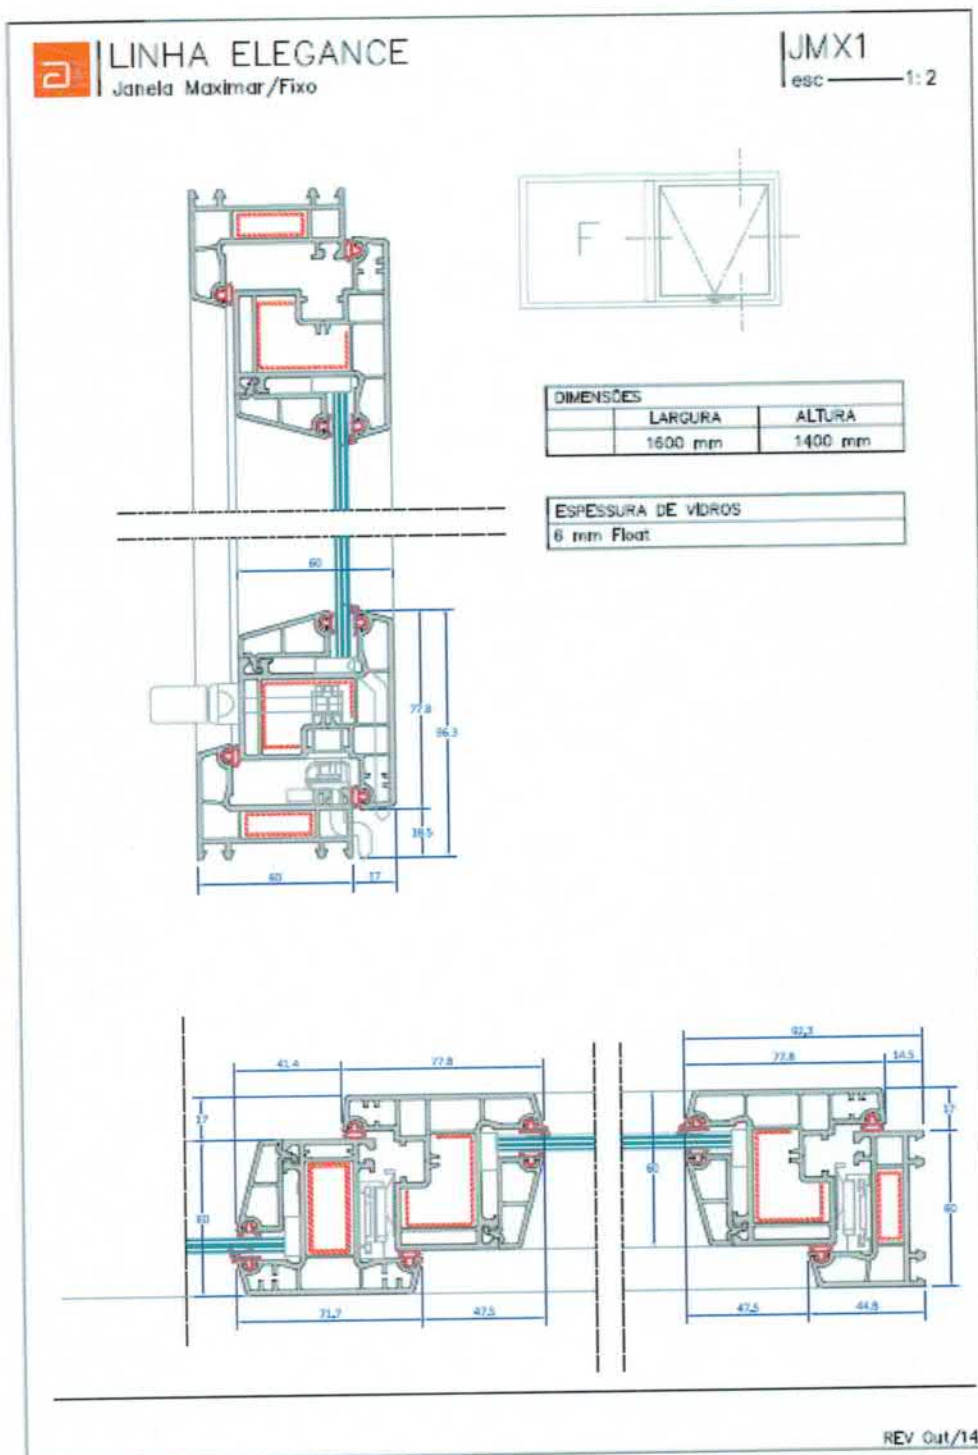 LINHA ELEGANCE
Janela Maximar/Fixo
JMX1
esc 1:2
F
DIMENSÕES
LARGURA ALTURA
1600 mm 1400 mm
ESPESSURA DE VIDROS
6 mm Float
60
77.8
96.3
18.5
60 17
92.3
41.4 77.8 77.8 14.5
17 17
60
60 60
71.7 47.5 47.5 44.8
REV Out/14